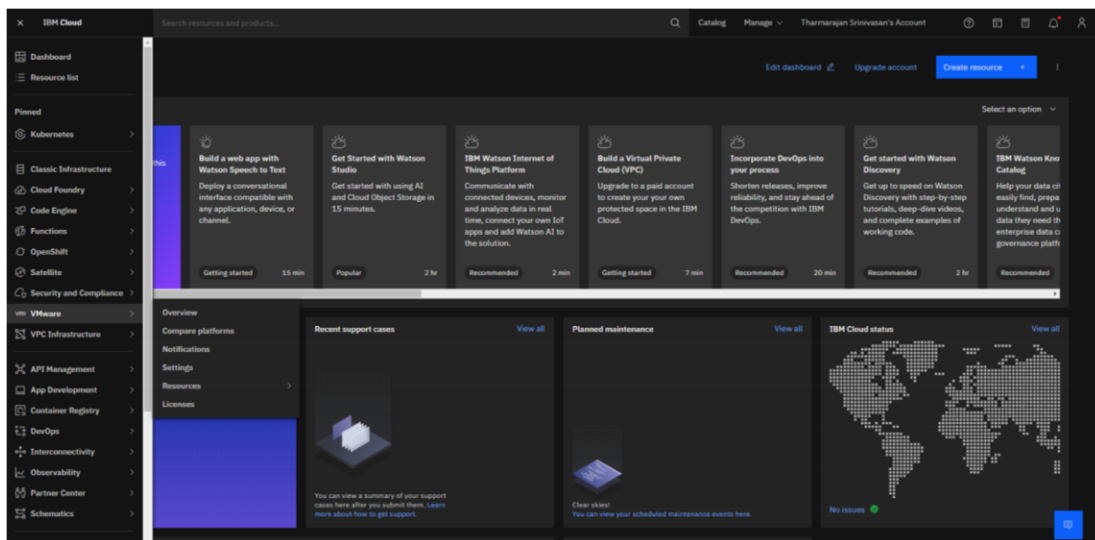 IBM Cloud
Search resources and products...
Catalog
Manage
Tharmarajan Srinivasan's Account
Dashboard
Resource list
Pinned
Kubernetes
Classic Infrastructure
Cloud Foundry
Code Engine
Functions
OpenShift
Satellite
Security and Compliance
vm VMware
VPC Infrastructure
API Management
App Development
Container Registry
DevOps
Interconnectivity
Observability
Partner Center
Schematics
Overview
Compare platforms
Notifications
Settings
Resources
Licenses
Edit dashboard
Upgrade account
Create resource +
Select an option
this
Build a web app with
Watson Speech to Text
Deploy a conversational
interface compatible with
any application, device, or
channel.
Getting started 15 min
Get Started with Watson
Studio
Get started with using AI
and Cloud Object Storage in
15 minutes.
Popular 2 hr
IBM Watson Internet of
Things Platform
Communicate with
connected devices, monitor
and analyze data in real
time, connect your own IoT
apps and add Watson AI to
the solution.
Recommended 2 min
Build a Virtual Private
Cloud (VPC)
Upgrade to a paid account
to create your your own
protected space in the IBM
Cloud.
Getting started 7 min
Incorporate DevOps into
your process
Shorten releases, improve
reliability, and stay ahead of
the competition with IBM
DevOps.
Recommended 20 min
Get started with Watson
Discovery
Get up to speed on Watson
Discovery with step-by-step
tutorials, deep-dive videos,
and complete examples of
working code.
Recommended 2 hr
IBM Watson Kno
Catalog
Help your data cit
easily find, prepa
understand and u
data they need th
enterprise data c
governance platf
Recommended
Recent support cases View all
You can view a summary of your support
cases here after you submit them. Learn
more about how to get support.
Planned maintenance View all
Clear skies!
You can view your scheduled maintenance events here.
IBM Cloud status View all
No issues